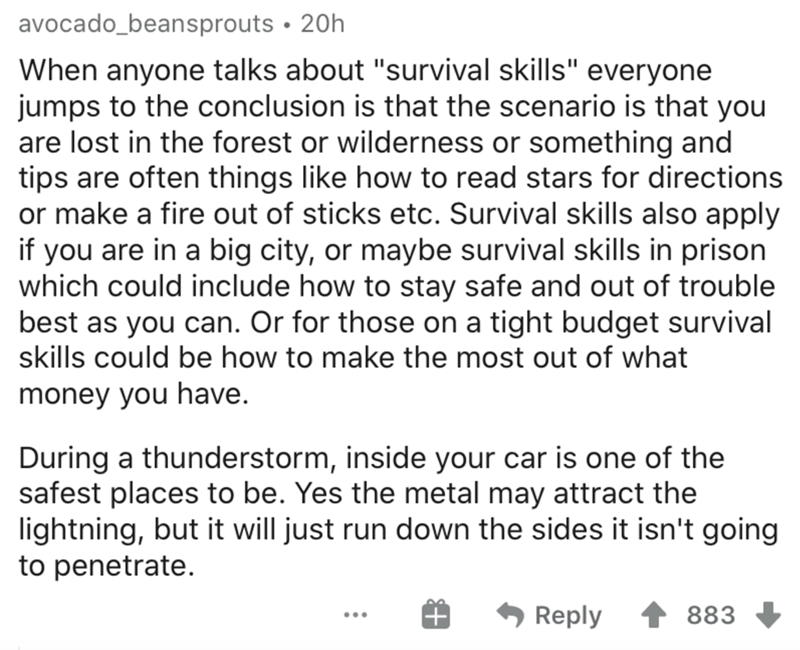 avocado_beansprouts • 20h
When anyone talks about "survival skills" everyone
jumps to the conclusion is that the scenario is that you
are lost in the forest or wilderness or something and
tips are often things like how to read stars for directions
or make a fire out of sticks etc. Survival skills also apply
if you are in a big city, or maybe survival skills in prison
which could include how to stay safe and out of trouble
best as you can. Or for those on a tight budget survival
skills could be how to make the most out of what
money you have.
During a thunderstorm, inside your car is one of the
safest places to be. Yes the metal may attract the
lightning, but it will just run down the sides it isn't going
to penetrate.
... Reply 883